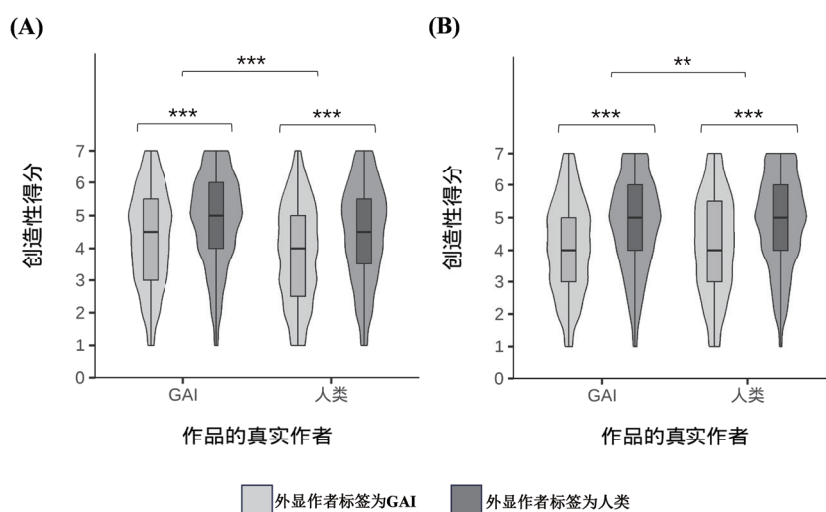 (A)
***
***
***
创造性得分
7
6
5
4
3
2
1
0
GAI
人类
作品的真实作者
(B)
**
***
***
创造性得分
7
6
5
4
3
2
1
0
GAI
人类
作品的真实作者
外显作者标签为GAI
外显作者标签为人类